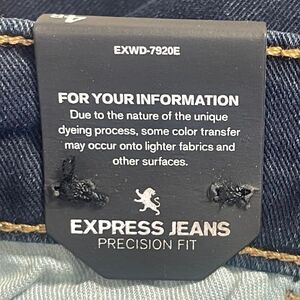 EXWD-7920E
FOR YOUR INFORMATION
Due to the nature of the unique
dyeing process, some color transfer
may occur onto lighter fabrics and
other surfaces.
EXPRESS JEANS
PRECISION FIT